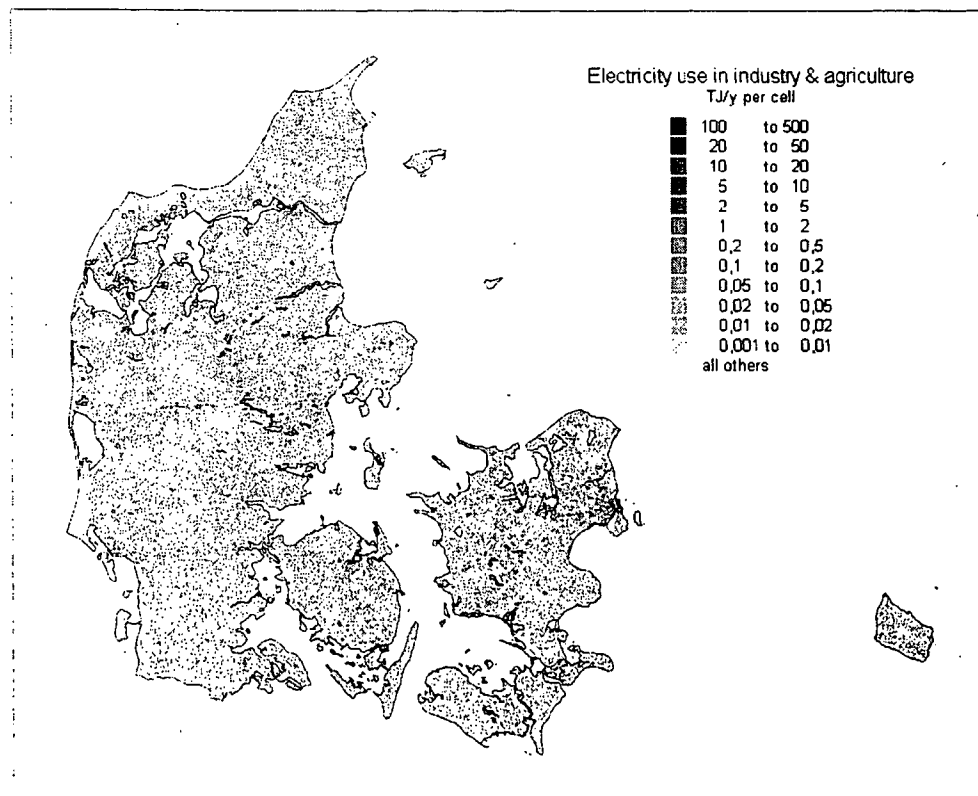 Electricity use in industry & agriculture
TJ/y per cell
100 to 500
20 to 50
10 to 20
5 to 10
2 to 5
1 to 2
0,2 to 0,5
0,1 to 0,2
0,05 to 0,1
0,02 to 0,05
0,01 to 0,02
0,001 to 0,01
all others